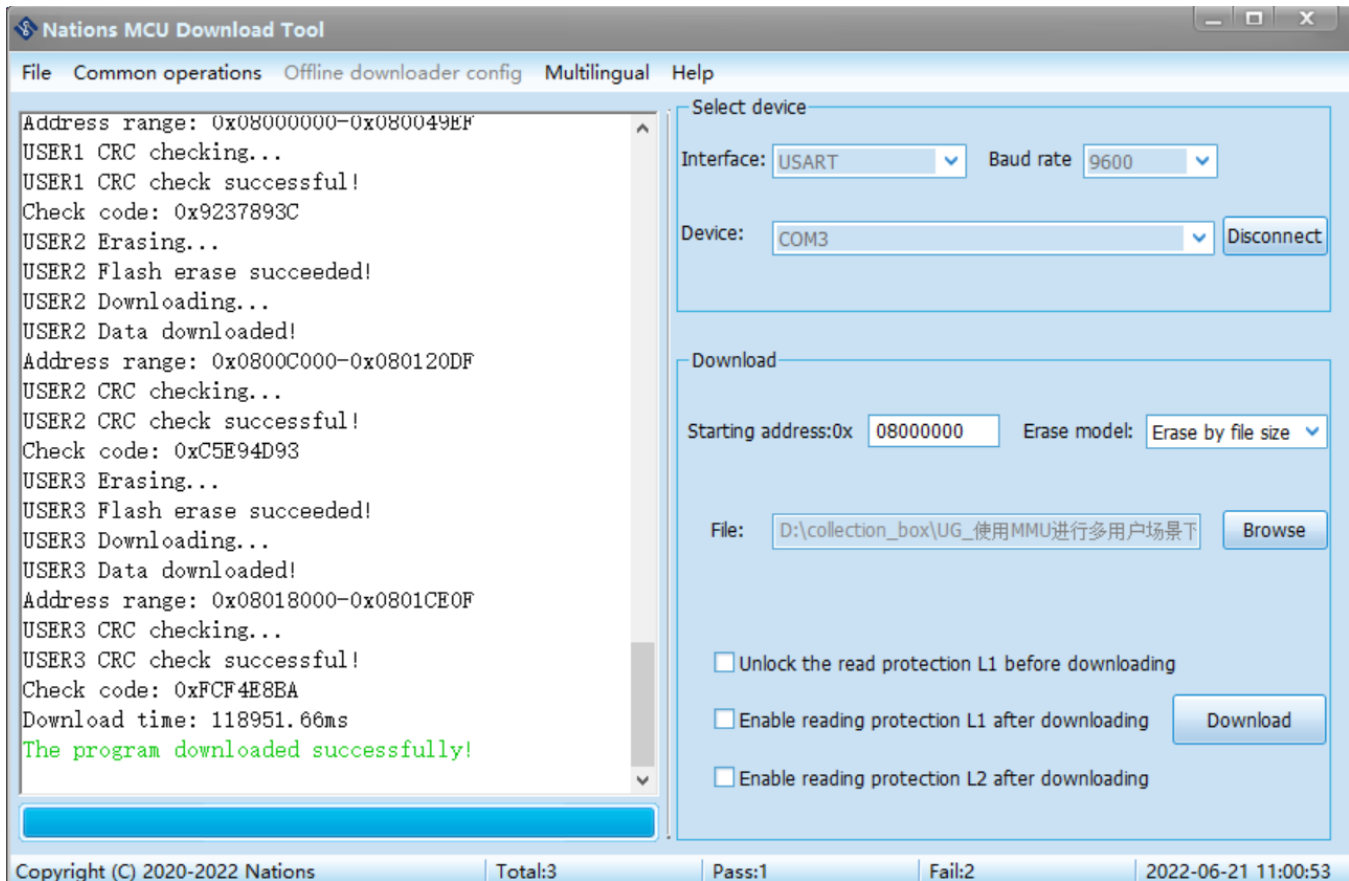 Nations MCU Download Tool
File Common operations Offline downloader config Multilingual Help
Address range: 0x08000000-0x080049EF
USER1 CRC checking...
USER1 CRC check successful!
Check code: 0x9237893C
USER2 Erasing...
USER2 Flash erase succeeded!
USER2 Downloading...
USER2 Data downloaded!
Address range: 0x0800C000-0x080120DF
USER2 CRC checking...
USER2 CRC check successful!
Check code: 0xC5E94D93
USER3 Erasing...
USER3 Flash erase succeeded!
USER3 Downloading...
USER3 Data downloaded!
Address range: 0x08018000-0x0801CE0F
USER3 CRC checking...
USER3 CRC check successful!
Check code: 0xFCF4E8BA
Download time: 118951.66ms
The program downloaded successfully!
Select device
Interface: USART Baud rate 9600
Device: COM3 Disconnect
Download
Starting address:0x 08000000 Erase model: Erase by file size
File: D:\collection_box\UG_使用MMU进行多用户场景下 Browse
Unlock the read protection L1 before downloading
Enable reading protection L1 after downloading
Download
Enable reading protection L2 after downloading
Copyright (C) 2020-2022 Nations Total:3 Pass:1 Fail:2 2022-06-21 11:00:53